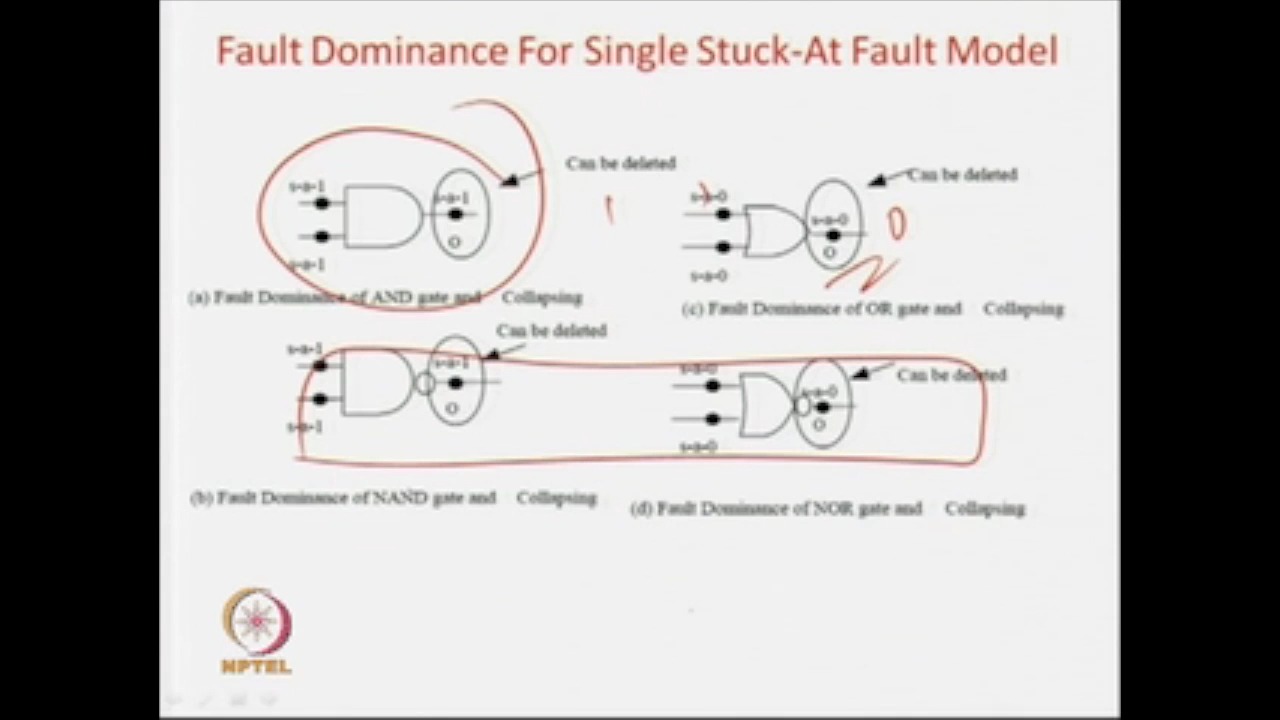 Fault Dominance For Single Stuck-At Fault Model
Can be deleted
s-a-1
s-a-1
O
s-a-1
(a) Fault Dominance of AND gate and Collapsing
Can be deleted
s-a-0
s-a-0
O
s-a-0
0
(c) Fault Dominance of OR gate and Collapsing
Can be deleted
s-a-1
s-a-1
O
s-a-1
(b) Fault Dominance of NAND gate and Collapsing
Can be deleted
s-a-0
s-a-0
O
s-a-0
(d) Fault Dominance of NOR gate and Collapsing
NPTEL